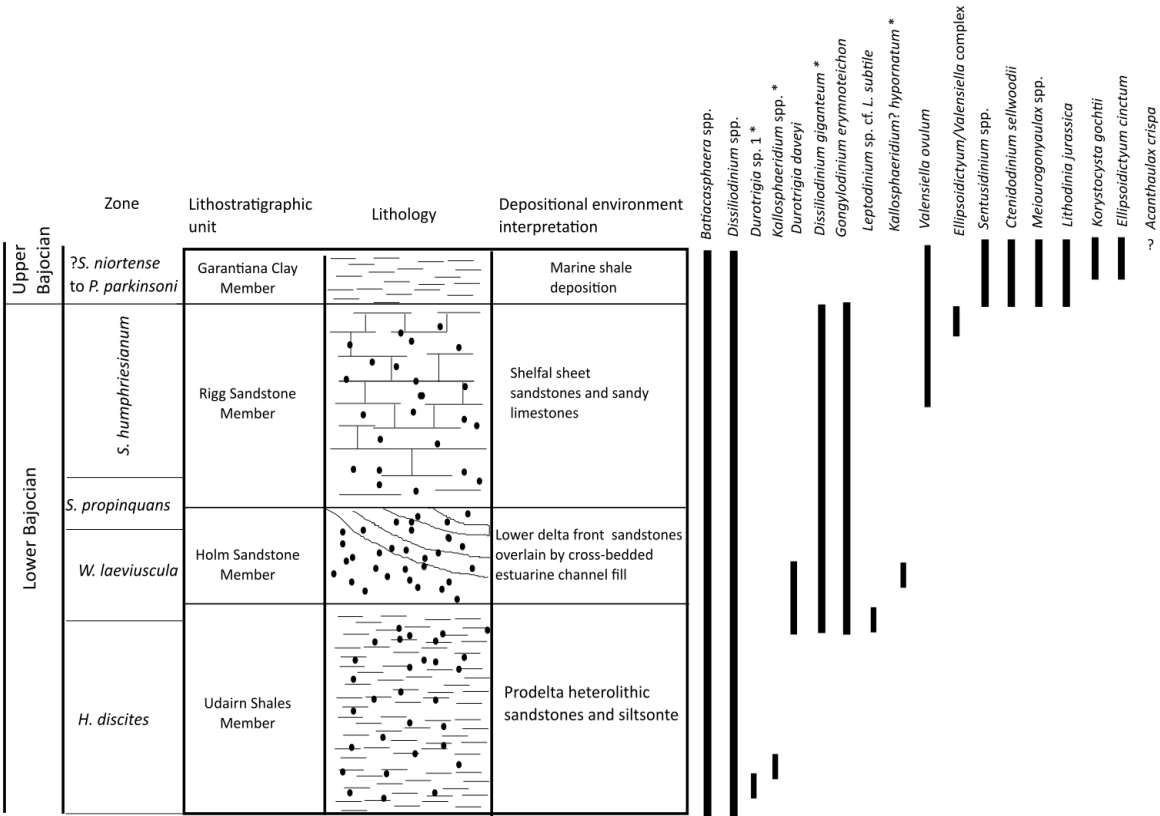 Zone
Lithostratigraphic
unit
Lithology
Depositional environment
interpretation
Batiacasphaera spp.
Dissiliodinium spp.
Durotrigia sp. 1 *
Kallosphaeridium spp. *
Durotrigia daveyi
Dissiliodinium giganteum *
Gongylodinium erymnoteichon
Leptodinium sp. cf. L. subtile
Kallosphaeridium? hypornatum *
Valensiella ovulum
Ellipsoidictyum/Valensiella complex
Sentusidinium spp.
Ctenidodinium sellwoodii
Meiourogonyaulax spp.
Lithodinia jurassica
Korystocysta gochtii
Ellipsoidictyum cinctum
Acanthaulax crispa
?
Upper
Bajocian
?S. niortense
to P. parkinsoni
Garantiana Clay
Member
Marine shale
deposition
Lower Bajocian
S. humphriesianum
Rigg Sandstone
Member
Shelfal sheet
sandstones and sandy
limestones
S. propinquans
W. laeviuscula
Holm Sandstone
Member
Lower delta front sandstones
overlain by cross-bedded
estuarine channel fill
H. discites
Udairn Shales
Member
Prodelta heterolithic
sandstones and siltsonte